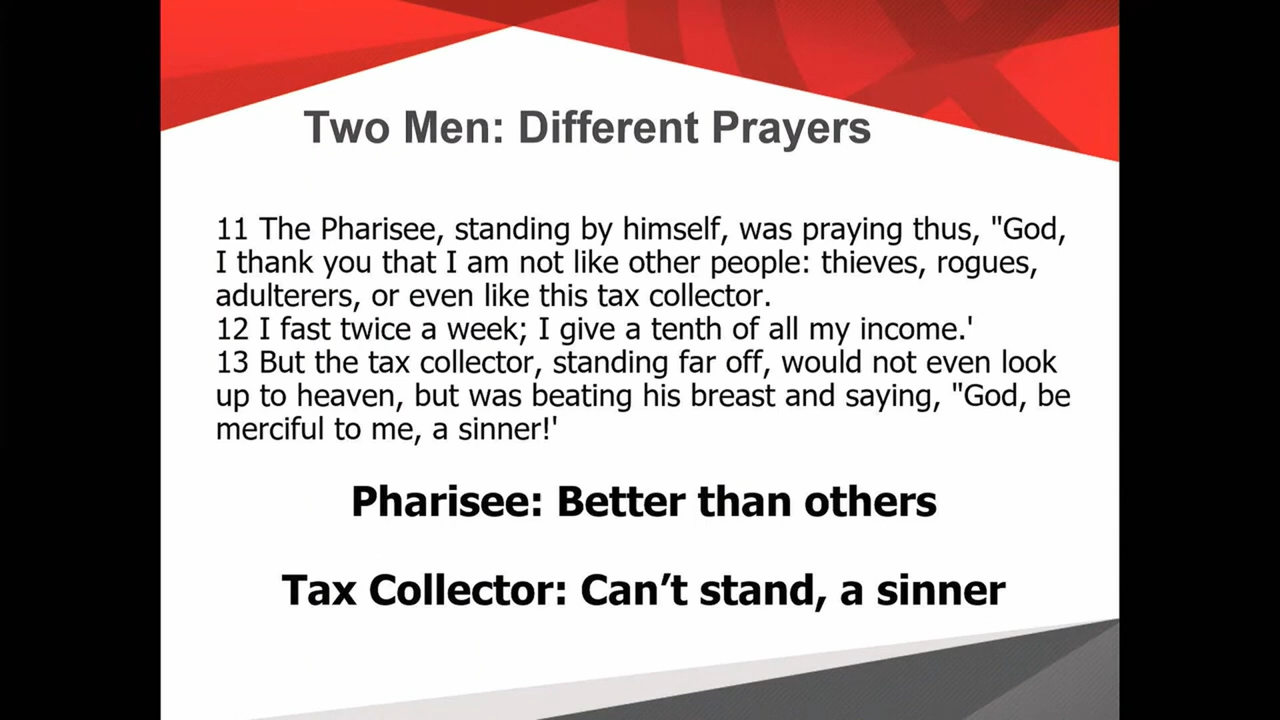 Two Men: Different Prayers
11 The Pharisee, standing by himself, was praying thus, "God,
I thank you that I am not like other people: thieves, rogues,
adulterers, or even like this tax collector.
12 I fast twice a week; I give a tenth of all my income.'
13 But the tax collector, standing far off, would not even look
up to heaven, but was beating his breast and saying, "God, be
merciful to me, a sinner!'
Pharisee: Better than others
Tax Collector: Can’t stand, a sinner